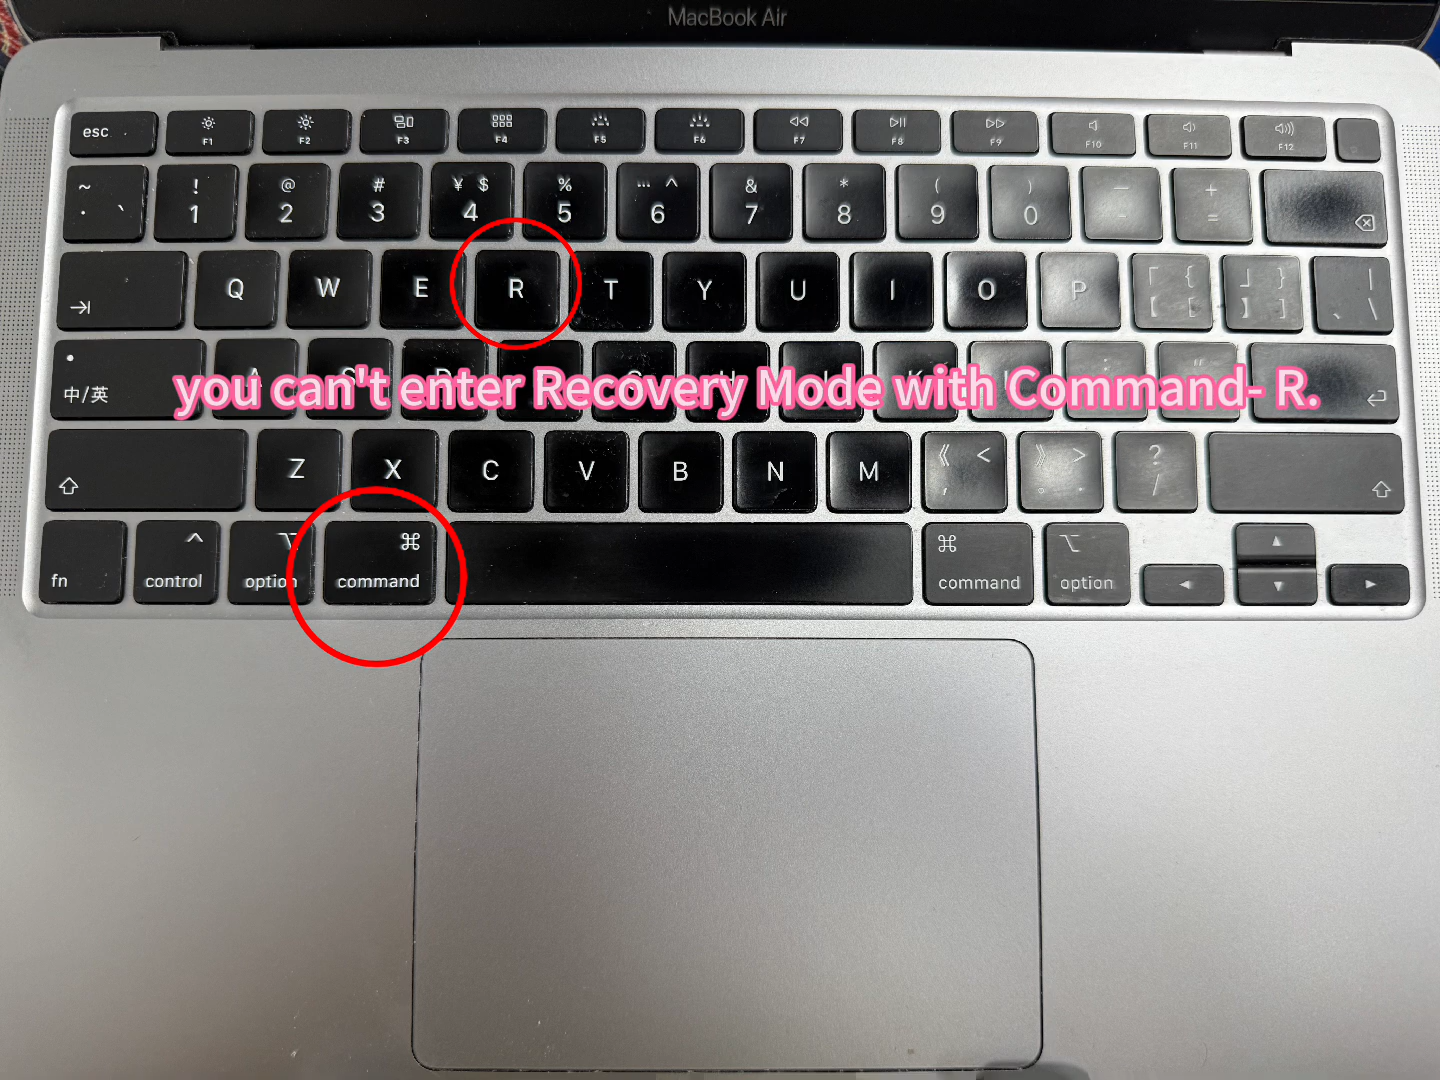 MacBook Air
esc F1 F2 F3 F4 F5 F6 F7 F8 F9 F10 F11 F12
~ ! @ # ¥ $ % … ^ & * ( ) — +
· ` 1 2 3 4 5 6 7 8 9 0 - =
Q W E R T Y U I O P 「 { 」 } |
【 [ 】 ] 、 \
you can't enter Recovery Mode with Command- R.
中/英
Z X C V B N M 《 < 》 > ?
, 。 . /
fn control option command command option